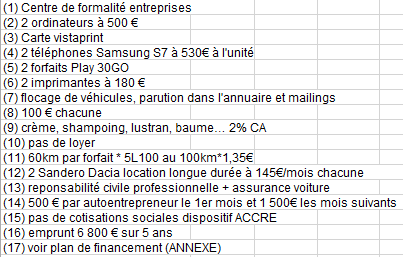 (1) Centre de formalité entreprises
(2) 2 ordinateurs à 500 €
(3) Carte vistaprint
(4) 2 téléphones Samsung S7 à 530€ à l'unité
(5) 2 forfaits Play 30GO
(6) 2 imprimantes à 180 €
(7) flocage de véhicules, parution dans l'annuaire et mailings
(8) 100 € chacune
(9) crème, shampoing, lustran, baume... 2% CA
(10) pas de loyer
(11) 60km par forfait * 5L100 au 100km*1,35€
(12) 2 Sandero Dacia location longue durée à 145€/mois chacune
(13) reponsabilité civile professionnelle + assurance voiture
(14) 500 € par autoentrepreneur le 1er mois et 1 500€ les mois suivants
(15) pas de cotisations sociales dispositif ACCRE
(16) emprunt 6 800 € sur 5 ans
(17) voir plan de financement (ANNEXE)